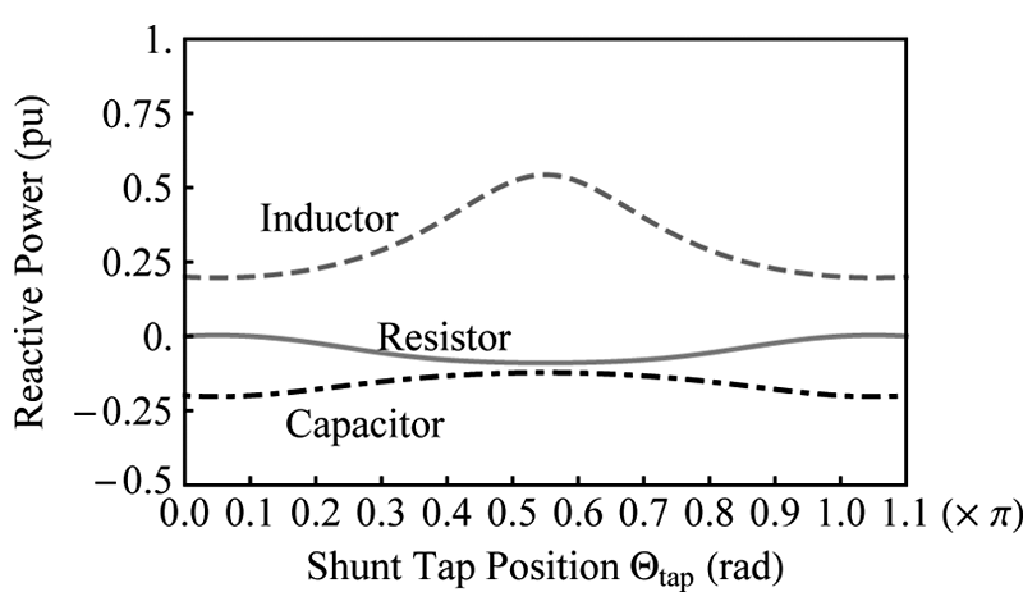 Reactive Power (pu)
1.
0.75
0.5
0.25
0.
−0.25
−0.5
Inductor
Resistor
Capacitor
0.0 0.1 0.2 0.3 0.4 0.5 0.6 0.7 0.8 0.9 1.0 1.1 (× π)
Shunt Tap Position Θtap (rad)